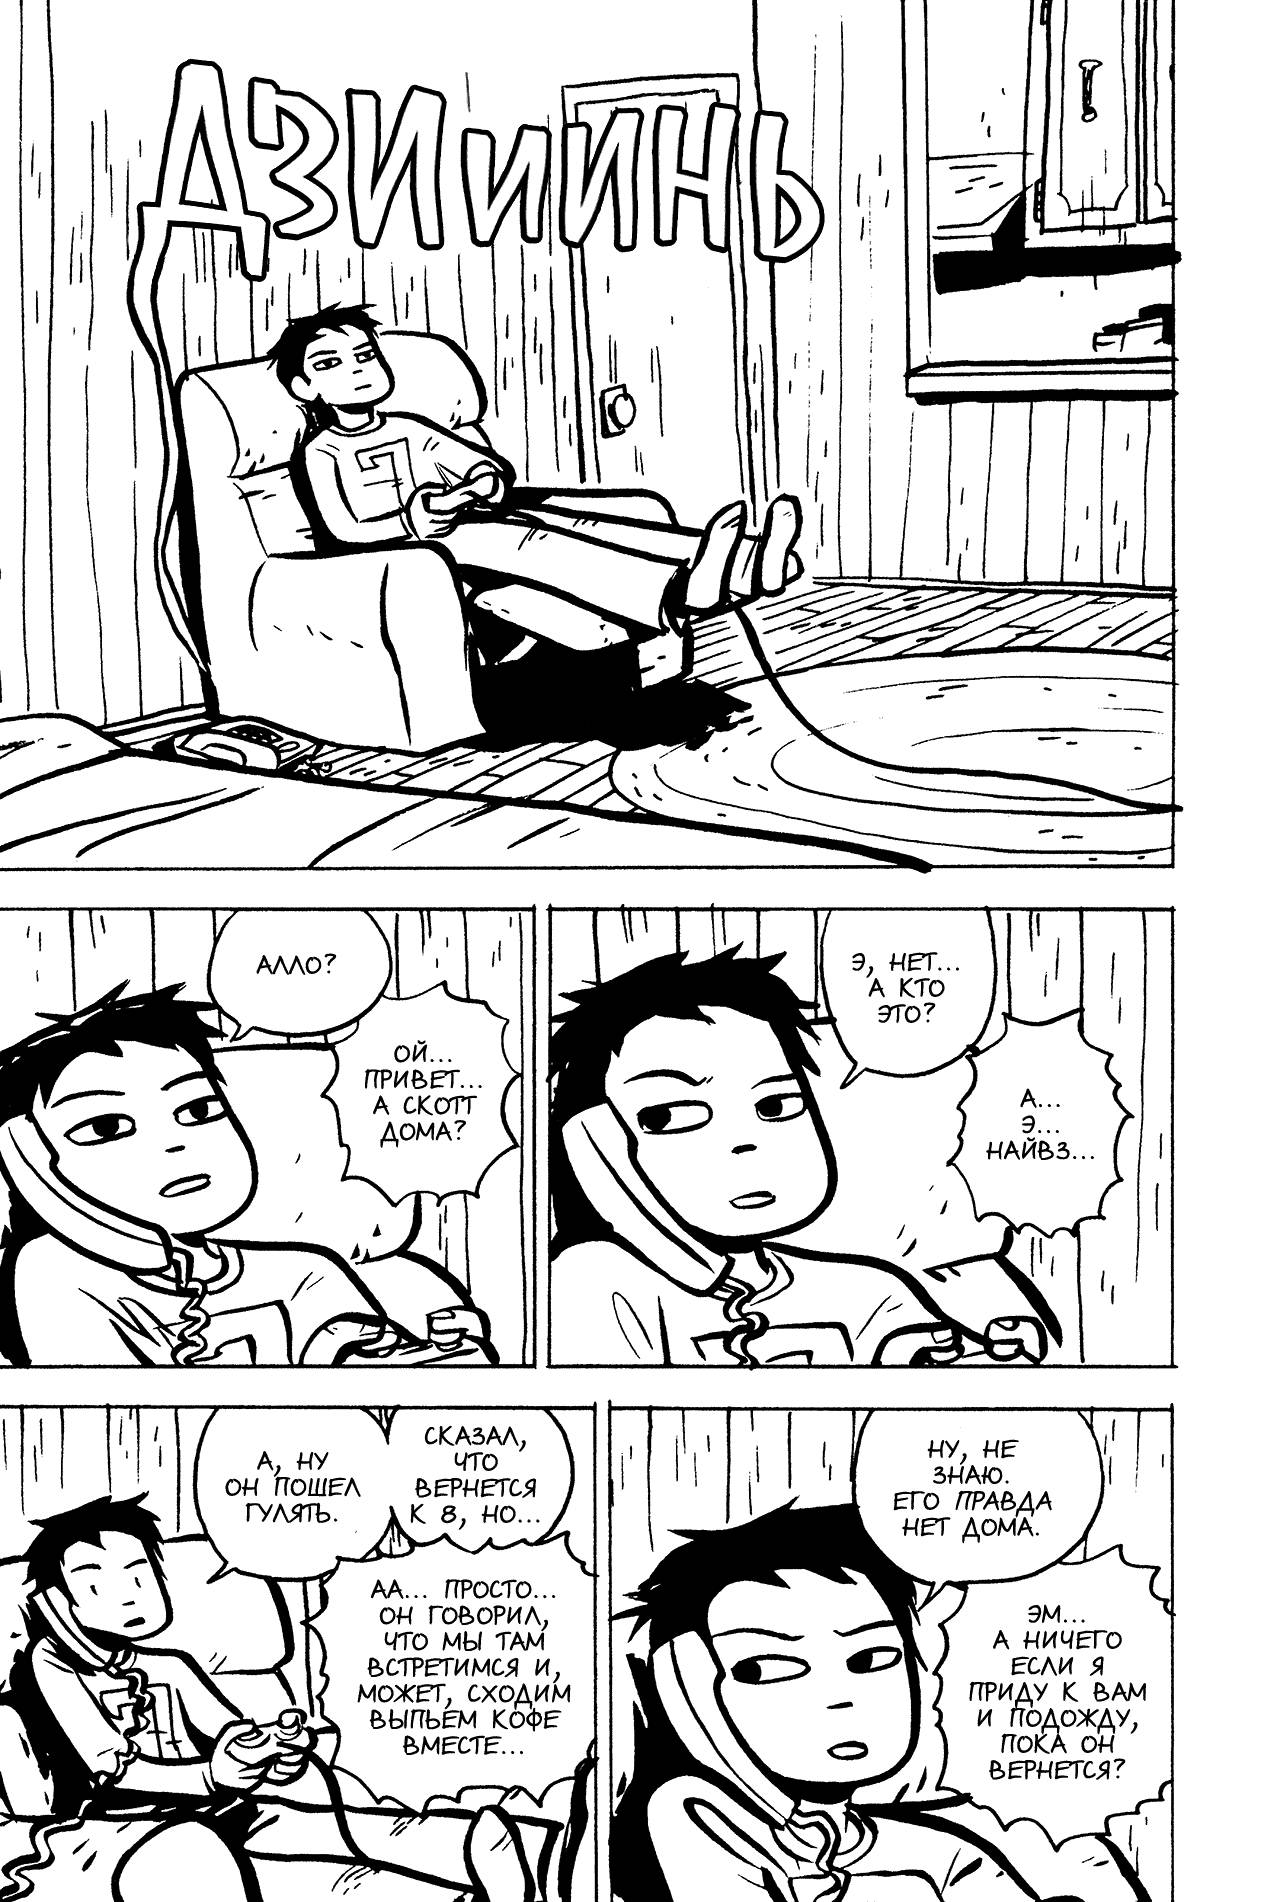 ДЗИИИНЬ
АЛЛО?
ОЙ...
ПРИВЕТ...
А СКОТТ
ДОМА?
Э, НЕТ...
А КТО
ЭТО?
А...
Э...
НАЙВЗ...
А, НУ
ОН ПОШЕЛ
ГУЛЯТЬ.
СКАЗАЛ,
ЧТО
ВЕРНЕТСЯ
К 8, НО...
АА... ПРОСТО...
ОН ГОВОРИЛ,
ЧТО МЫ ТАМ
ВСТРЕТИМСЯ И,
МОЖЕТ, СХОДИМ
ВЫПЬЕМ КОФЕ
ВМЕСТЕ...
НУ, НЕ
ЗНАЮ.
ЕГО ПРАВДА
НЕТ ДОМА.
ЭМ...
А НИЧЕГО
ЕСЛИ Я
ПРИДУ К ВАМ
И ПОДОЖДУ,
ПОКА ОН
ВЕРНЕТСЯ?